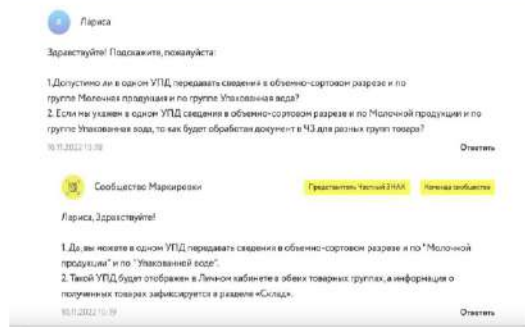 Лариса
Здравствуйте! Подскажите, пожалуйста:
1.Допустимо ли в одном УПД передавать сведения в объемно-сортовом разрезе и по
группе Молочная продукция и по группе Упакованная вода?
2. Если мы укажем в одном УПД сведения в объемно-сортовом разрезе и по Молочной продукции и по
группе Упакованная вода, то как будет обработан документ в ЧЗ для разных групп товара?
Ответить
Сообщество Маркировки
Представитель Честный ЗНАК
Команда сообщества
Лариса, Здравствуйте!
1. Да, вы можете в одном УПД передавать сведения в объемно-сортовом разрезе и по "Молочной
продукции" и по "Упакованной воде".
2. Такой УПД будет отображен в Личном кабинете в обеих товарных группах, а информация о
полученных товарах зафиксируется в разделе «Склад».
Ответить